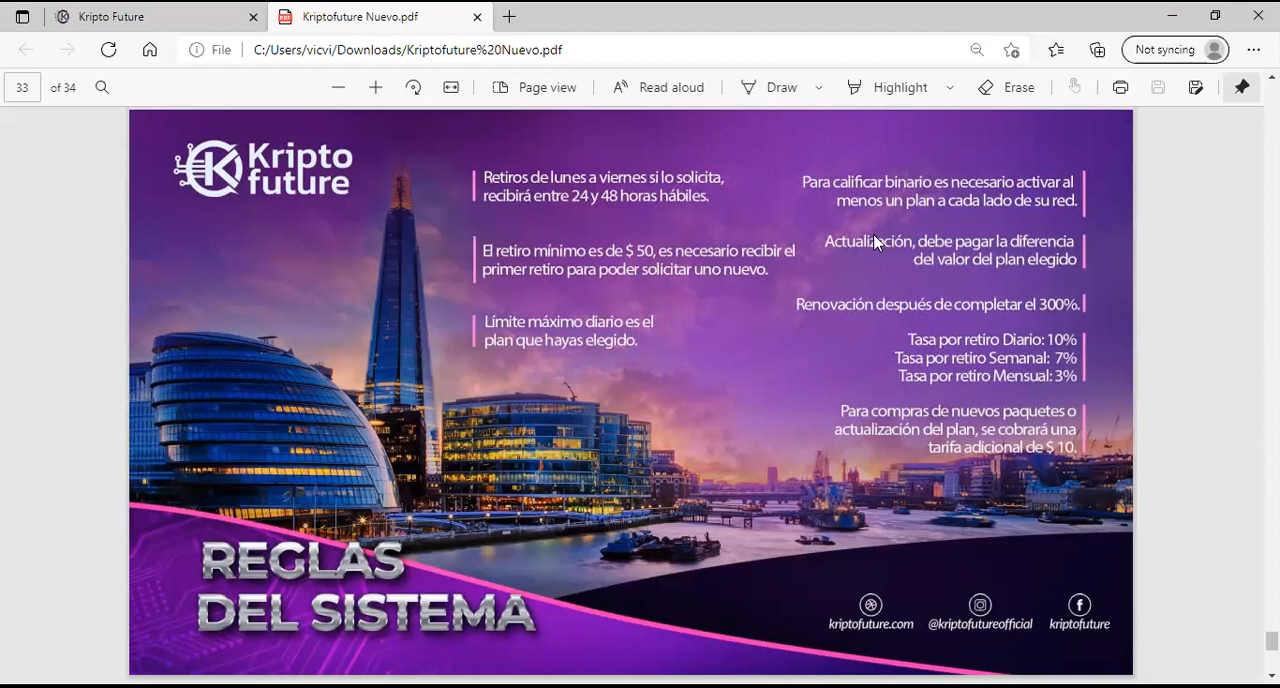 Kripto Future
Kriptofuture Nuevo.pdf
File
C:/Users/vicvi/Downloads/Kriptofuture%20Nuevo.pdf
Not syncing
33 of 34
Page view
Read aloud
Draw
Highlight
Erase
Kripto
future
Retiros de lunes a viernes si lo solicita,
recibirá entre 24 y 48 horas hábiles.
El retiro mínimo es de $ 50, es necesario recibir el
primer retiro para poder solicitar uno nuevo.
Límite máximo diario es el
plan que hayas elegido.
Para calificar binario es necesario activar al
menos un plan a cada lado de su red.
Actualización, debe pagar la diferencia
del valor del plan elegido
Renovación después de completar el 300%.
Tasa por retiro Diario: 10%
Tasa por retiro Semanal: 7%
Tasa por retiro Mensual: 3%
Para compras de nuevos paquetes o
actualización del plan, se cobrará una
tarifa adicional de $ 10.
REGLAS
DEL SISTEMA
kriptofuture.com
@kriptofutureofficial
kriptofuture